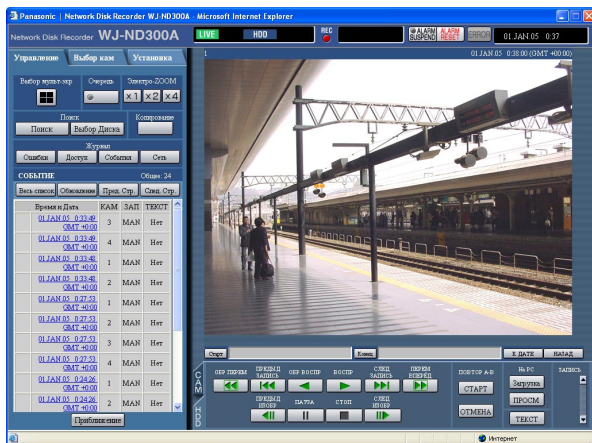 Panasonic | Network Disk Recorder WJ-ND300A - Microsoft Internet Explorer
Network Disk Recorder WJ-ND300A
LIVE HDD REC ALARM SUSPEND ALARM RESET ERROR 01 JAN.05 0:37
Управление Выбор кам Установка
1 01 JAN.05 0:38:00 (GMT +00:00)
Выбор мульт-экр Очередь Электро-ZOOM
x1 x2 x4
Поиск Копирование
Поиск Выбор Диска
Журнал
Ошибки Доступ События Сеть
СОБЫТИЕ Общее: 24
Весь список Обновление Пред. Стр. След. Стр.
Время и Дата КАМ ЗАП ТЕКСТ
01.JAN.05 0:33:49 GMT +0:00 3 MAN Нет
01.JAN.05 0:33:49 GMT +0:00 4 MAN Нет
01.JAN.05 0:33:48 GMT +0:00 1 MAN Нет
01.JAN.05 0:33:48 GMT +0:00 2 MAN Нет
01.JAN.05 0:27:53 GMT +0:00 1 MAN Нет
01.JAN.05 0:27:53 GMT +0:00 2 MAN Нет
01.JAN.05 0:27:53 GMT +0:00 3 MAN Нет
01.JAN.05 0:27:53 GMT +0:00 4 MAN Нет
01.JAN.05 0:24:26 GMT +0:00 1 MAN Нет
01.JAN.05 0:24:26 GMT +0:00 2 MAN Нет
Приближение
Старт Конец К ДАТЕ НАЗАД
CAM
HDD
ОБР ПЕРЕМ ПРЕДЫД ЗАПИСЬ ОБР ВОСПР ВОСПР СЛЕД ЗАПИСЬ ПЕРЕМ ВПЕРЁД
ПРЕДЫД ИЗОБР ПАУЗА СТОП СЛЕД ИЗОБР
ПОВТОР A-B
СТАРТ
ОТМЕНА
На PC
Загрузка
ПРОСМ
ТЕКСТ
ЗАПИСЬ
Интернет